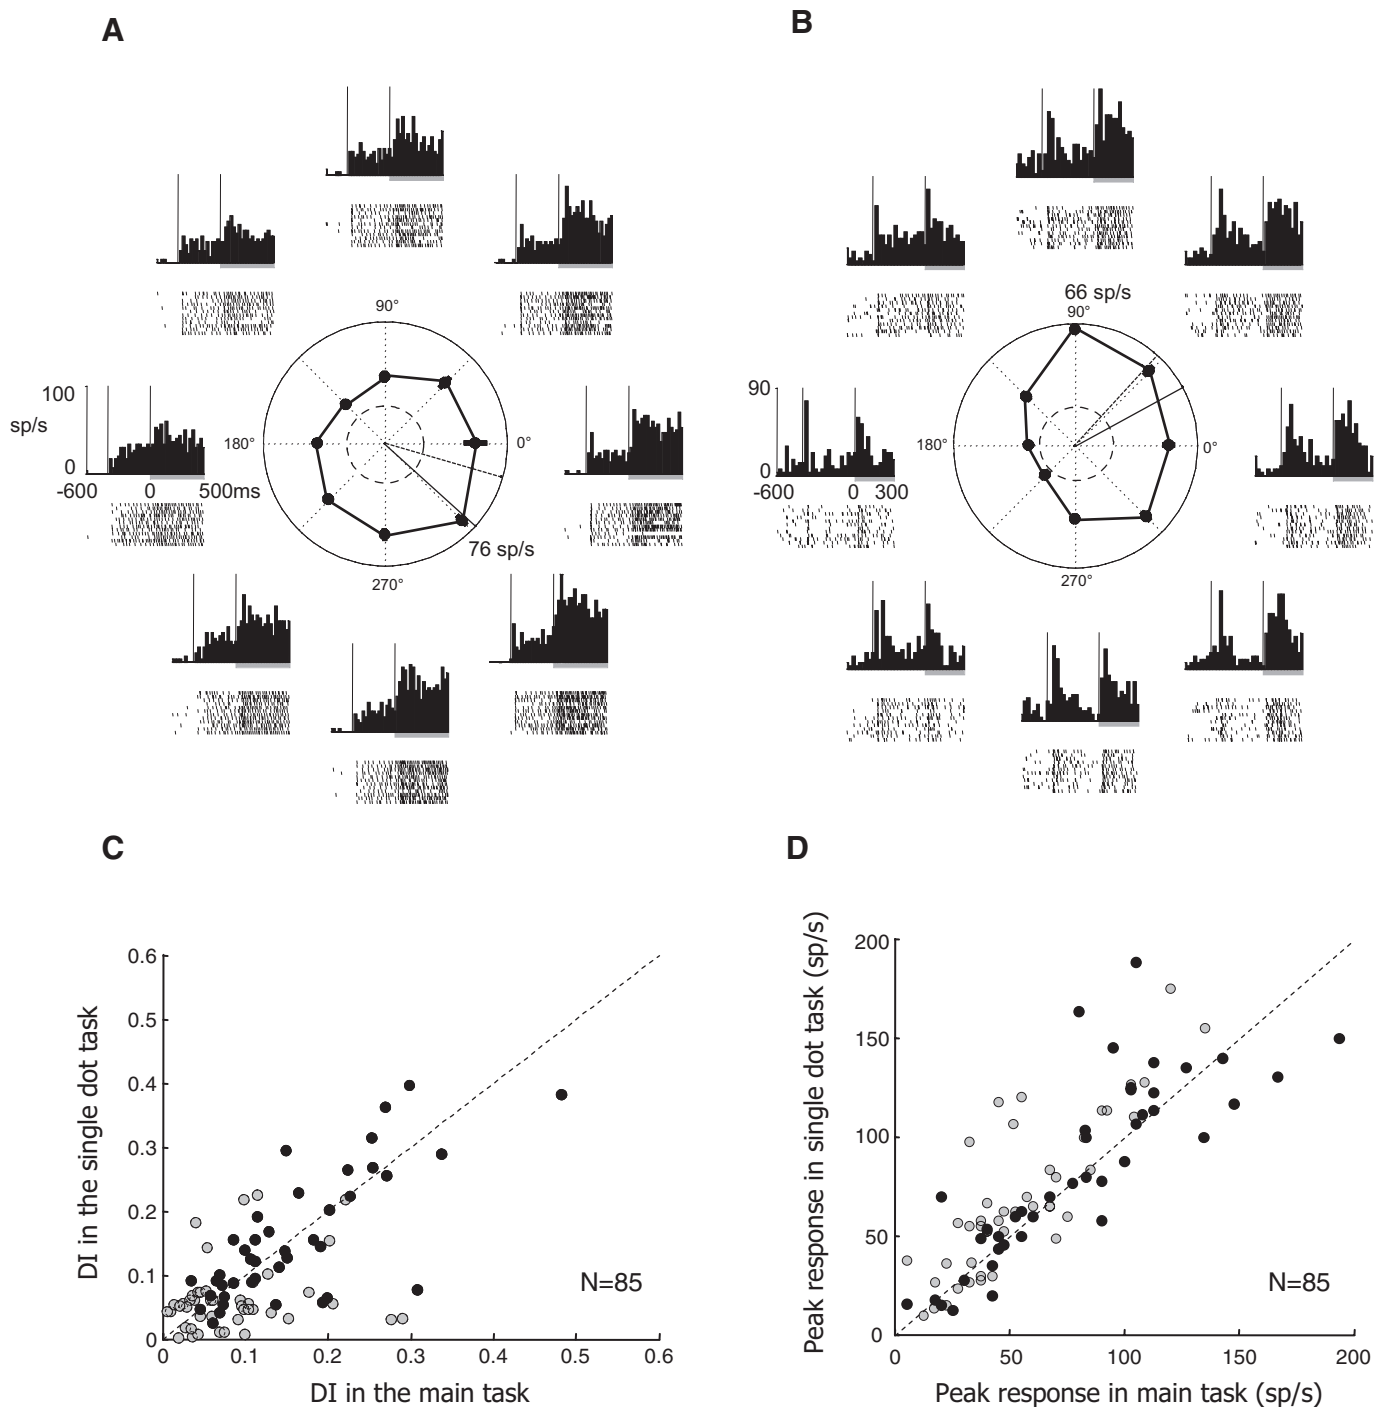 A
B
90°
180°
0°
270°
100
sp/s
0
-600 0 500ms
76 sp/s
66 sp/s
90°
180°
0°
270°
90
0
-600 0 300
C
DI in the single dot task
0.6
0.5
0.4
0.3
0.2
0.1
0
N=85
0 0.1 0.2 0.3 0.4 0.5 0.6
DI in the main task
D
Peak response in single dot task (sp/s)
200
150
100
50
0
N=85
0 50 100 150 200
Peak response in main task (sp/s)